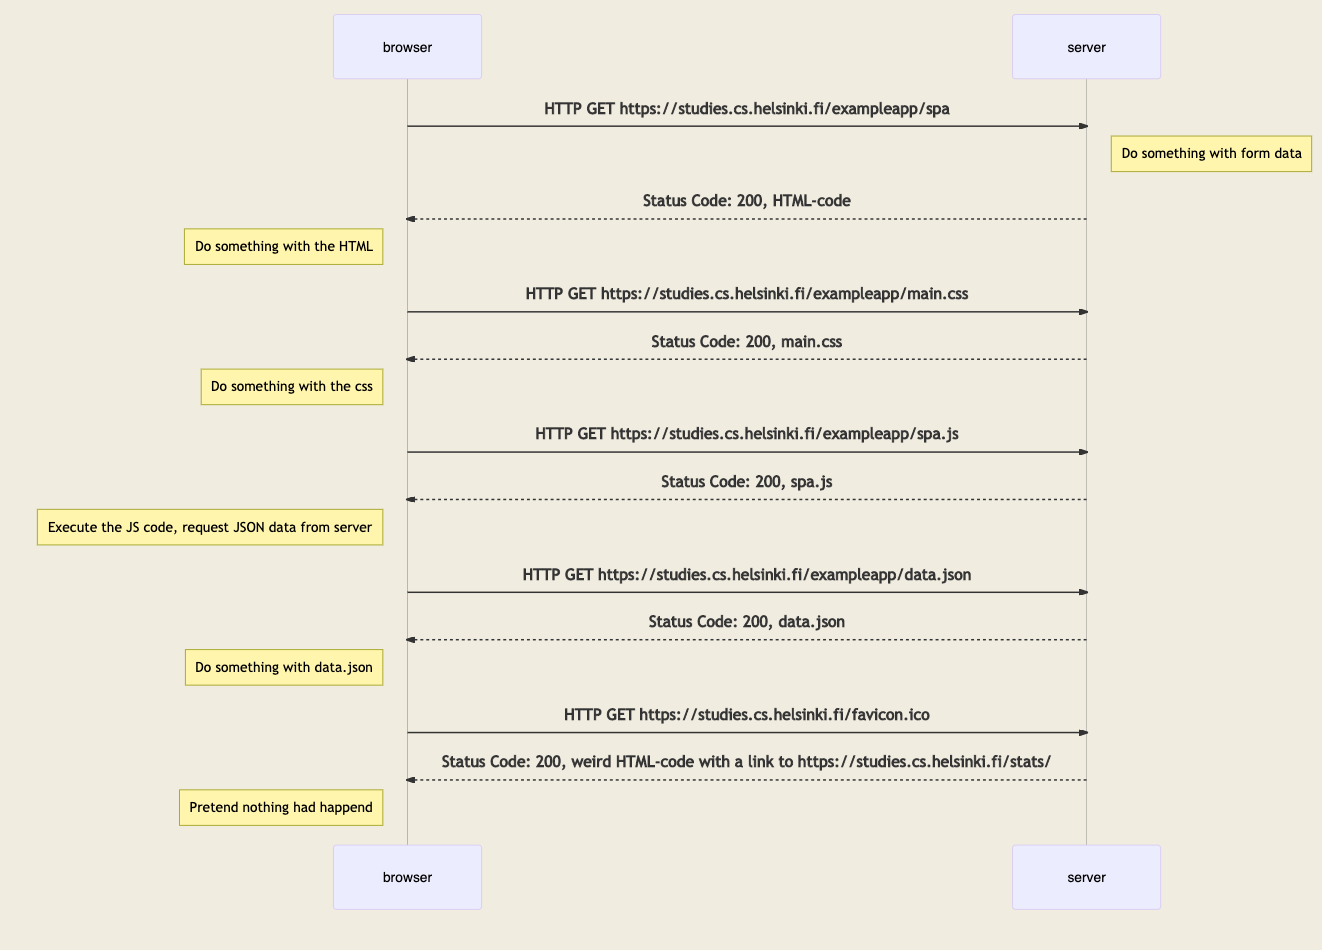 browser
server
HTTP GET https://studies.cs.helsinki.fi/exampleapp/spa
Do something with form data
Status Code: 200, HTML-code
Do something with the HTML
HTTP GET https://studies.cs.helsinki.fi/exampleapp/main.css
Status Code: 200, main.css
Do something with the css
HTTP GET https://studies.cs.helsinki.fi/exampleapp/spa.js
Status Code: 200, spa.js
Execute the JS code, request JSON data from server
HTTP GET https://studies.cs.helsinki.fi/exampleapp/data.json
Status Code: 200, data.json
Do something with data.json
HTTP GET https://studies.cs.helsinki.fi/favicon.ico
Status Code: 200, weird HTML-code with a link to https://studies.cs.helsinki.fi/stats/
Pretend nothing had happend
browser
server